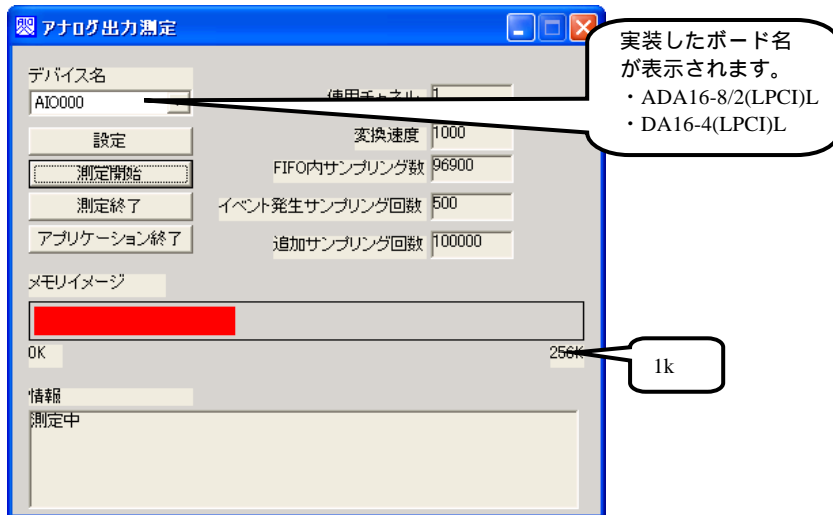 アナログ出力測定
実装したボード名
が表示されます。
・ADA16-8/2(LPCI)L
・DA16-4(LPCI)L
デバイス名
AIO000
使用チャネル 1
設定
変換速度 1000
測定開始
FIFO内サンプリング数 96900
測定終了
イベント発生サンプリング回数 500
アプリケーション終了
追加サンプリング回数 100000
メモリイメージ
0K
256K
1k
情報
測定中